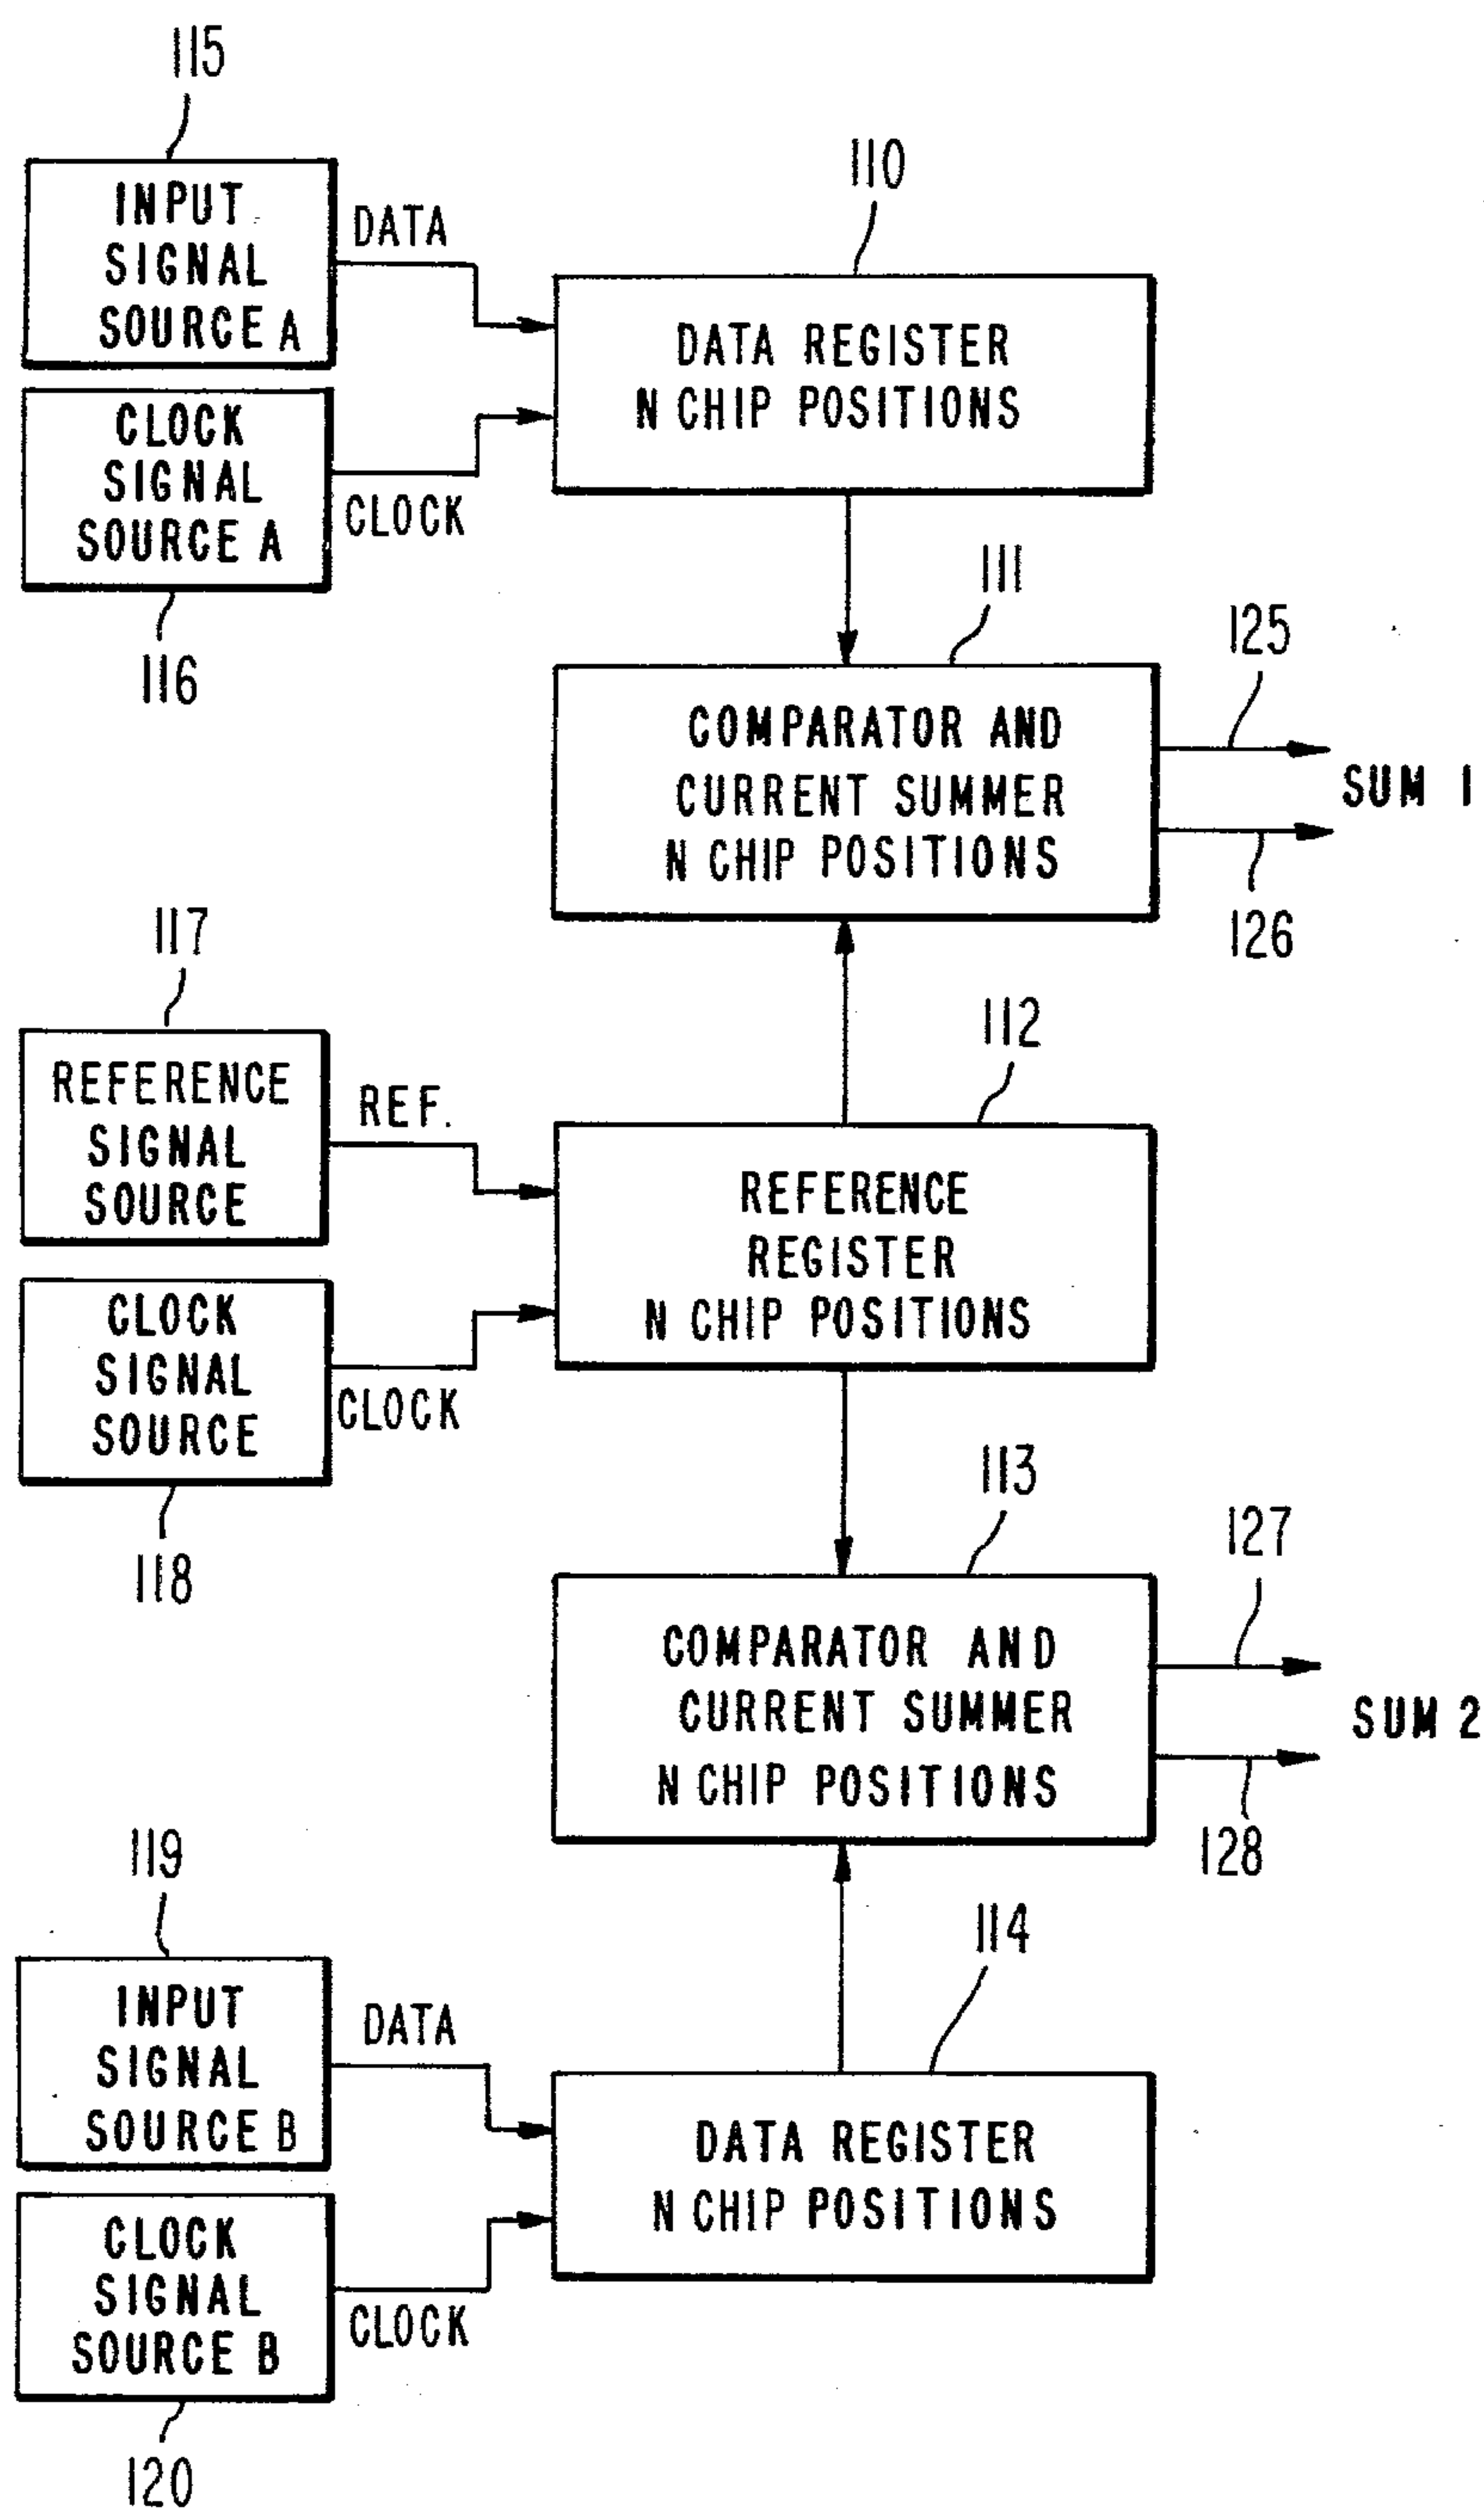 115
INPUT
SIGNAL
SOURCE A
DATA
110
DATA REGISTER
N CHIP POSITIONS
CLOCK
SIGNAL
SOURCE A
CLOCK
116
111
COMPARATOR AND
CURRENT SUMMER
N CHIP POSITIONS
125
SUM 1
126
117
REFERENCE
SIGNAL
SOURCE
REF.
112
REFERENCE
REGISTER
N CHIP POSITIONS
CLOCK
SIGNAL
SOURCE
CLOCK
118
113
COMPARATOR AND
CURRENT SUMMER
N CHIP POSITIONS
127
SUM 2
128
119
INPUT
SIGNAL
SOURCE B
DATA
114
DATA REGISTER
N CHIP POSITIONS
CLOCK
SIGNAL
SOURCE B
CLOCK
120